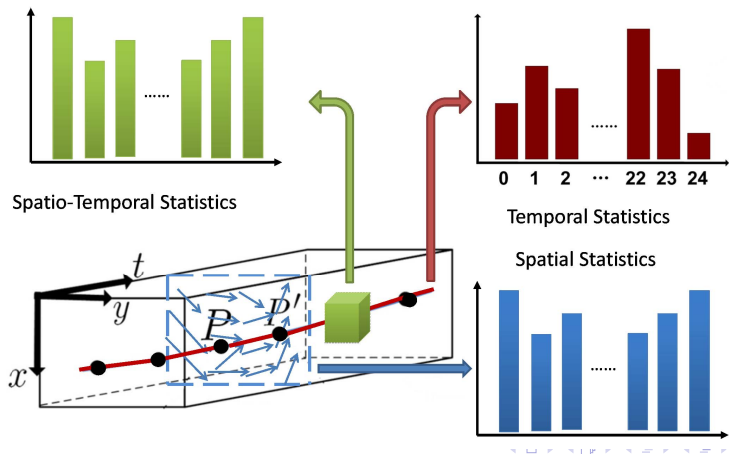 ......
......
0 1 2 ... 22 23 24
Spatio-Temporal Statistics
Temporal Statistics
Spatial Statistics
t
y
P
P'
x
......